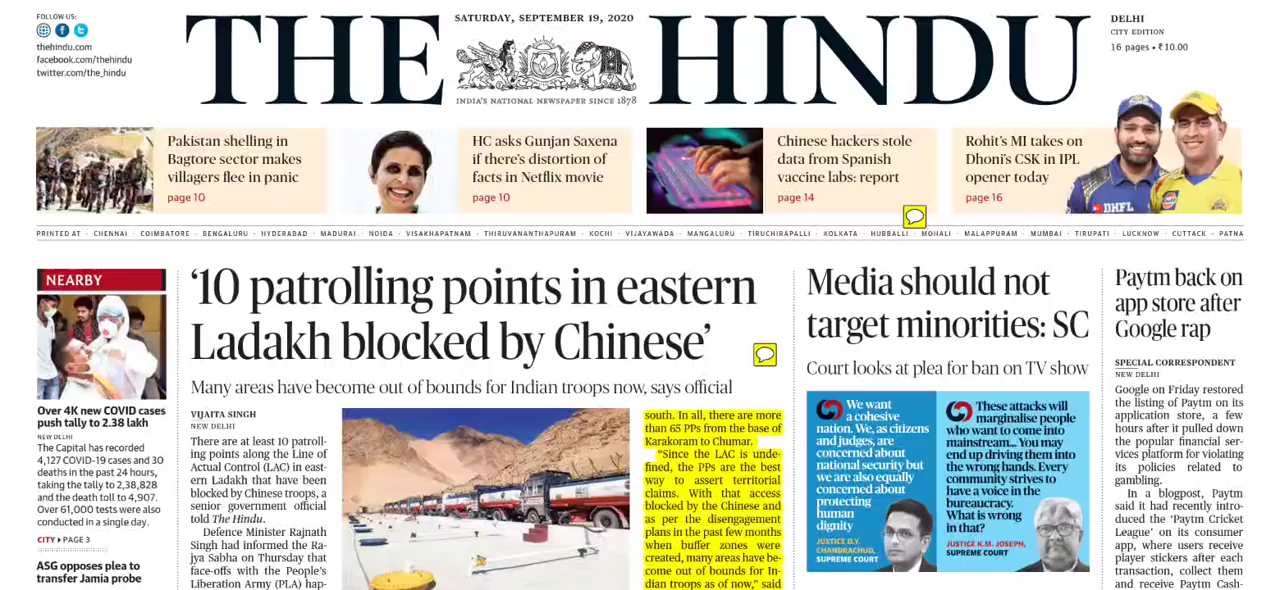 FOLLOW US:
thehindu.com
facebook.com/thehindu
twitter.com/the_hindu
THE HINDU
SATURDAY, SEPTEMBER 19, 2020
INDIA'S NATIONAL NEWSPAPER SINCE 1878
DELHI
CITY EDITION
16 pages • ₹10.00
Pakistan shelling in
Bagtore sector makes
villagers flee in panic
page 10
HC asks Gunjan Saxena
if there's distortion of
facts in Netflix movie
page 10
Chinese hackers stole
data from Spanish
vaccine labs: report
page 14
Rohit's MI takes on
Dhoni's CSK in IPL
opener today
page 16
DHFL
PRINTED AT · CHENNAI · COIMBATORE · BENGALURU · HYDERABAD · MADURAI · NOIDA · VISAKHAPATNAM · THIRUVANANTHAPURAM · KOCHI · VIJAYAWADA · MANGALURU · TIRUCHIRAPALLI · KOLKATA · HUBBALLI · MOHALI · MALAPPURAM · MUMBAI · TIRUPATI · LUCKNOW · CUTTACK · PATNA
NEARBY
Over 4K new COVID cases
push tally to 2.38 lakh
NEW DELHI
The Capital has recorded
4,127 COVID-19 cases and 30
deaths in the past 24 hours,
taking the tally to 2,38,828
and the death toll to 4,907.
Over 61,000 tests were also
conducted in a single day.
CITY ▸ PAGE 3
ASG opposes plea to
transfer Jamia probe
'10 patrolling points in eastern
Ladakh blocked by Chinese'
Many areas have become out of bounds for Indian troops now, says official
VIJAITA SINGH
NEW DELHI
There are at least 10 patroll-
ing points along the Line of
Actual Control (LAC) in east-
ern Ladakh that have been
blocked by Chinese troops, a
senior government official
told The Hindu.
Defence Minister Rajnath
Singh had informed the Ra-
jya Sabha on Thursday that
face-offs with the People's
Liberation Army (PLA) hap-
south. In all, there are more
than 65 PPs from the base of
Karakoram to Chumar.
"Since the LAC is unde-
fined, the PPs are the best
way to assert territorial
claims. With that access
blocked by the Chinese and
as per the disengagement
plans in the past few months
when buffer zones were
created, many areas have be-
come out of bounds for In-
dian troops as of now," said
Media should not
target minorities: SC
Court looks at plea for ban on TV show
We want
a cohesive
nation. We, as citizens
and judges, are
concerned about
national security but
we are also equally
concerned about
protecting
human
dignity
JUSTICE D.Y.
CHANDRACHUD,
SUPREME COURT
These attacks will
marginalise people
who want to come into
mainstream... You may
end up driving them into
the wrong hands. Every
community strives to
have a voice in the
bureaucracy.
What is wrong
in that?
JUSTICE K.M. JOSEPH,
SUPREME COURT
Paytm back on
app store after
Google rap
SPECIAL CORRESPONDENT
NEW DELHI
Google on Friday restored
the listing of Paytm on its
application store, a few
hours after it pulled down
the popular financial ser-
vices platform for violating
its policies related to
gambling.
In a blogpost, Paytm
said it had recently intro-
duced the 'Paytm Cricket
League' on its consumer
app, where users receive
player stickers after each
transaction, collect them
and receive Paytm Cash-